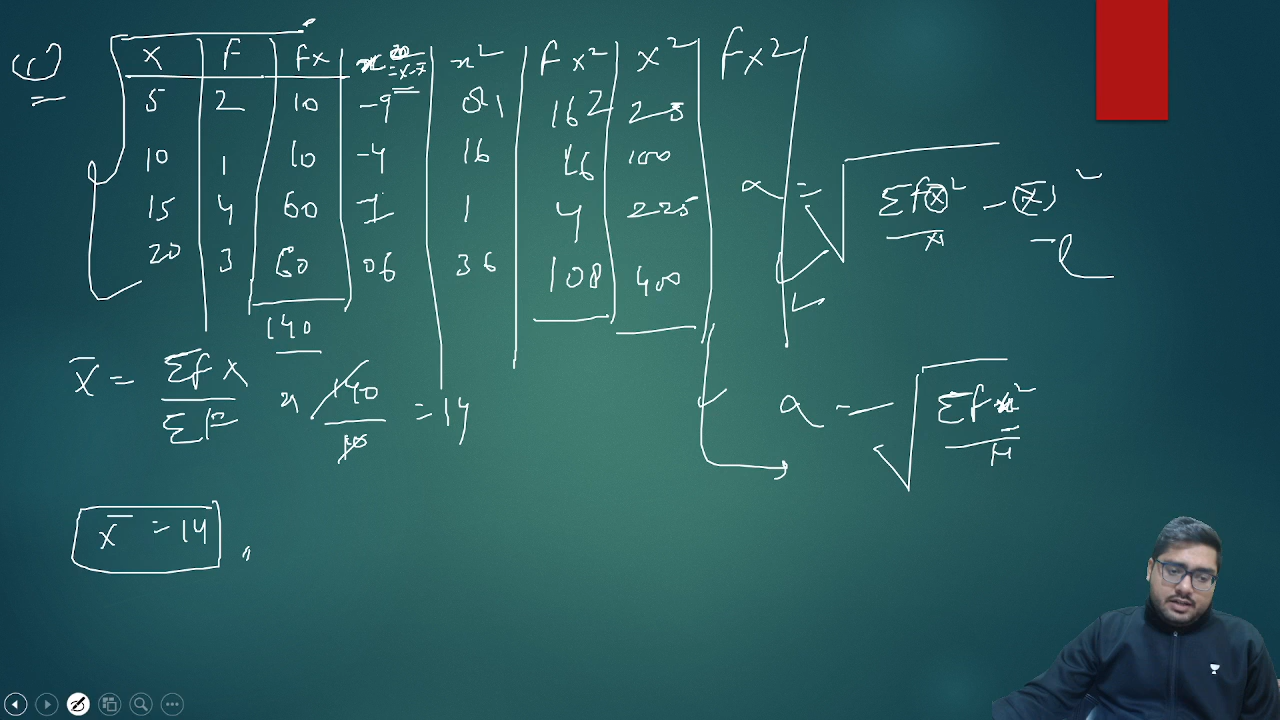 X F Fx x = X-x̄ x² Fx² X² FX²
5 2 10 -9 81 162 25
10 1 10 -4 16 16 100
15 4 60 1 1 4 225
20 3 60 06 36 108 400
140
x̄ = Σfx / ΣF = 140 / 10 = 14
x̄ = 14
= √ Σfx² / N - (x̄)²
= √ Σfx² / N